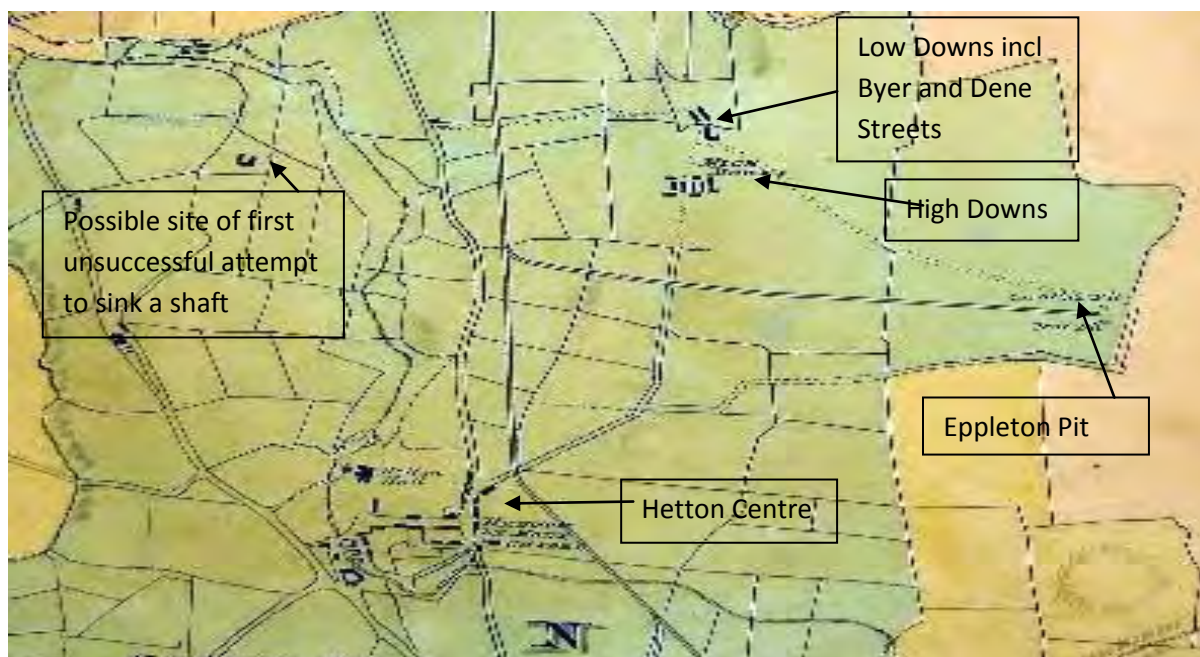 Low Downs incl
Byer and Dene
Streets
High Downs
Possible site of first
unsuccessful attempt
to sink a shaft
Eppleton Pit
Hetton Centre
N